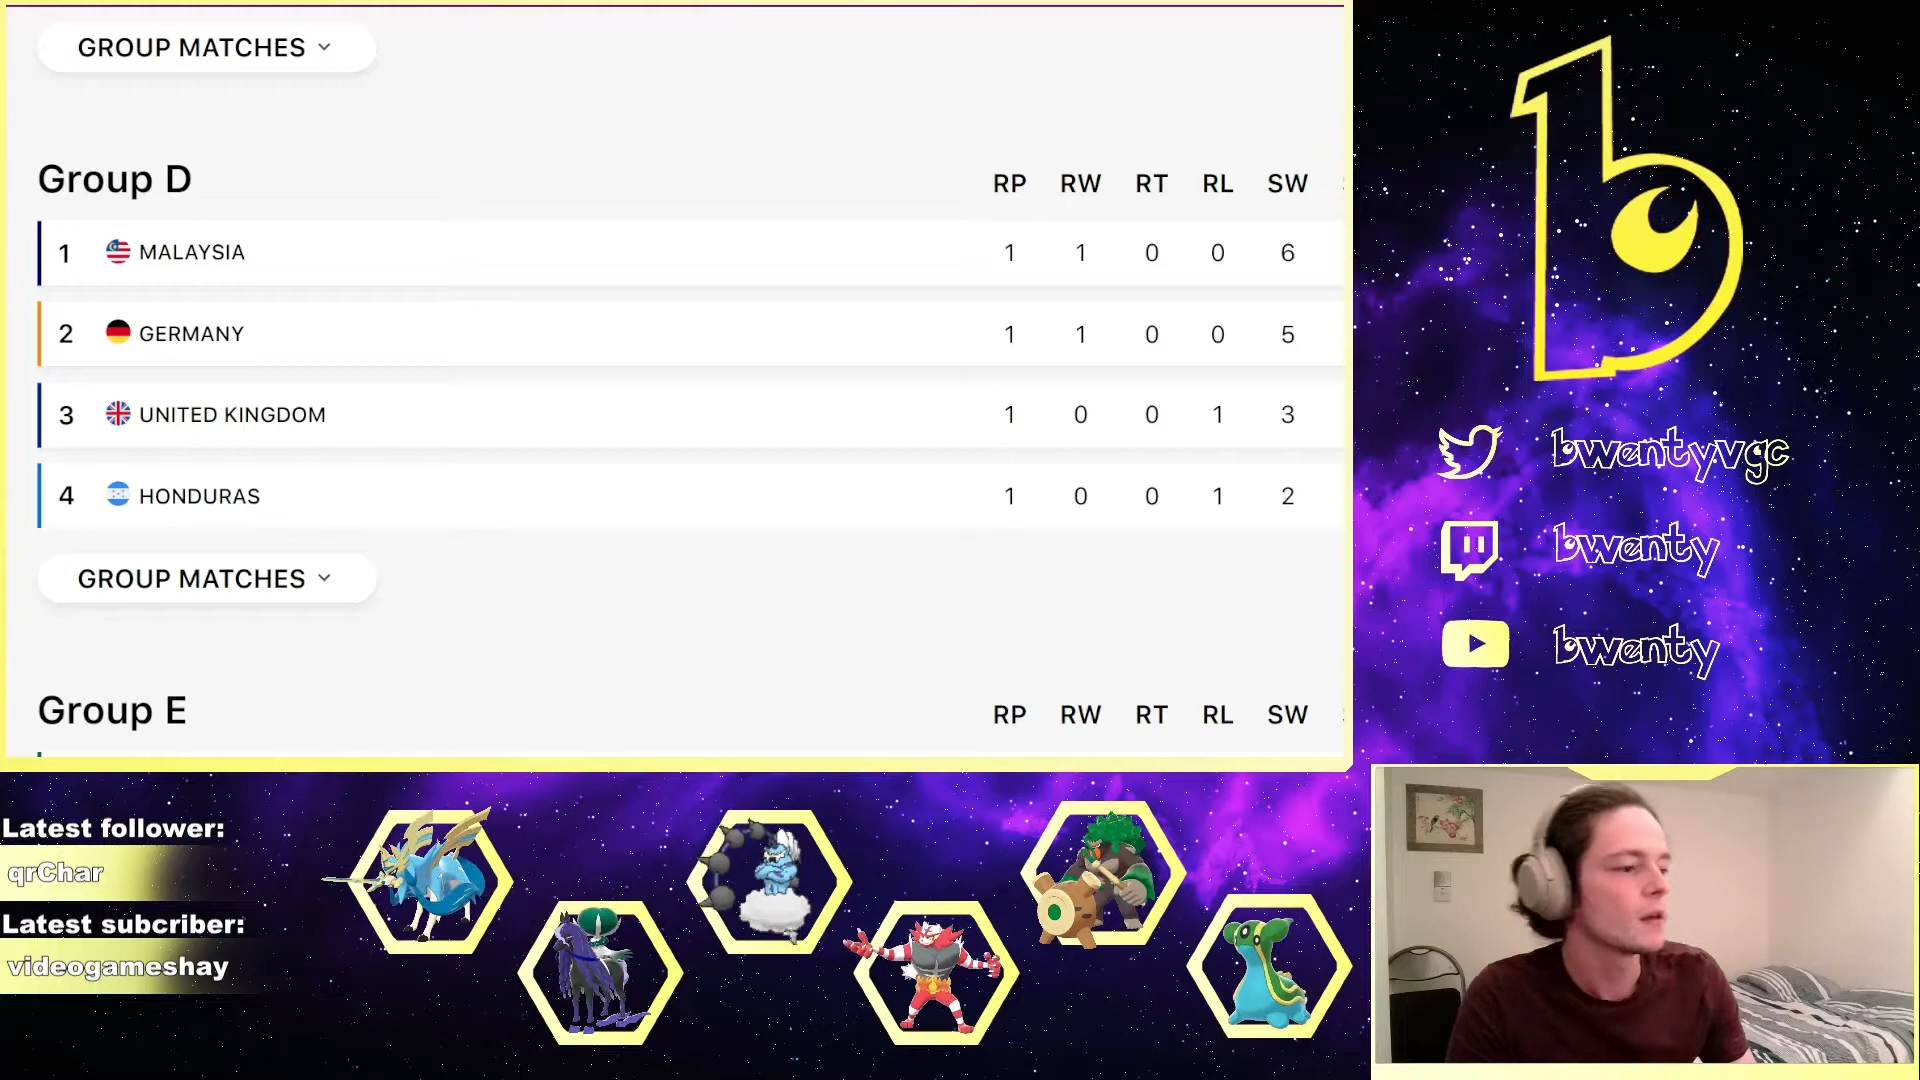 GROUP MATCHES
Group D RP RW RT RL SW
1 MALAYSIA 1 1 0 0 6
2 GERMANY 1 1 0 0 5
3 UNITED KINGDOM 1 0 0 1 3
4 HONDURAS 1 0 0 1 2
GROUP MATCHES
Group E RP RW RT RL SW
b
bwentyvgc
bwenty
bwenty
Latest follower:
qrChar
Latest subcriber:
videogameshay